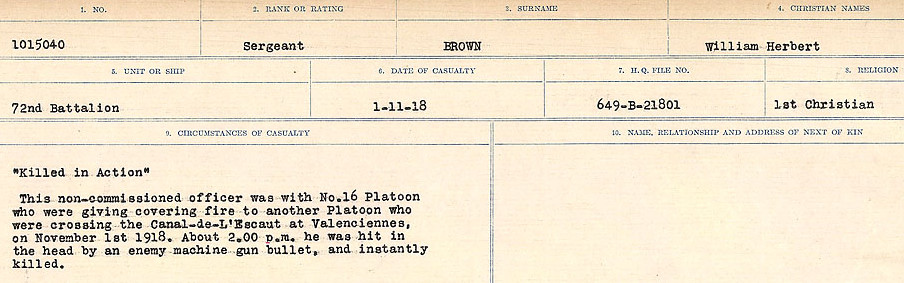 1. NO. 2. RANK OR RATING 3. SURNAME 4. CHRISTIAN NAMES
1015040 Sergeant BROWN William Herbert
5. UNIT OR SHIP 6. DATE OF CASUALTY 7. H.Q. FILE NO. 8. RELIGION
72nd Battalion 1-11-18 649-B-21801 1st Christian
9. CIRCUMSTANCES OF CASUALTY 10. NAME, RELATIONSHIP AND ADDRESS OF NEXT OF KIN
"Killed in Action"
This non-commissioned officer was with No.16 Platoon
who were giving covering fire to another Platoon who
were crossing the Canal-de-L'Escaut at Valenciennes,
on November 1st 1918. About 2.00 p.m. he was hit in
the head by an enemy machine gun bullet, and instantly
killed.